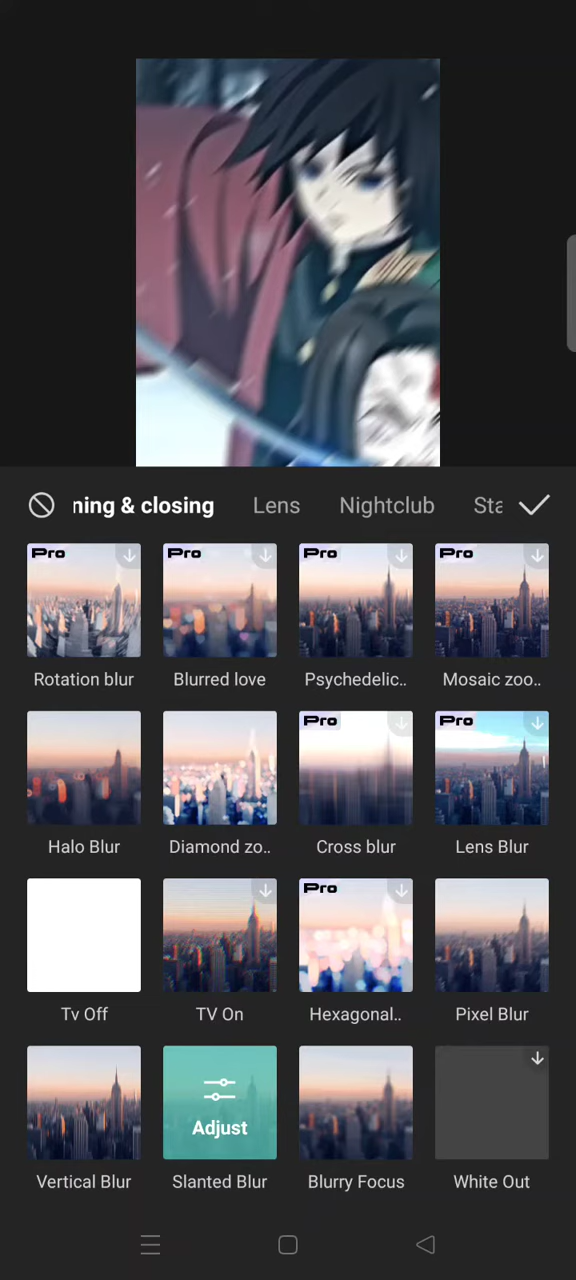 ning & closing
Lens
Nightclub
Sta
Pro
Pro
Pro
Pro
Rotation blur
Blurred love
Psychedelic..
Mosaic zoo..
Pro
Pro
Halo Blur
Diamond zo..
Cross blur
Lens Blur
Pro
Tv Off
TV On
Hexagonal..
Pixel Blur
Adjust
Vertical Blur
Slanted Blur
Blurry Focus
White Out